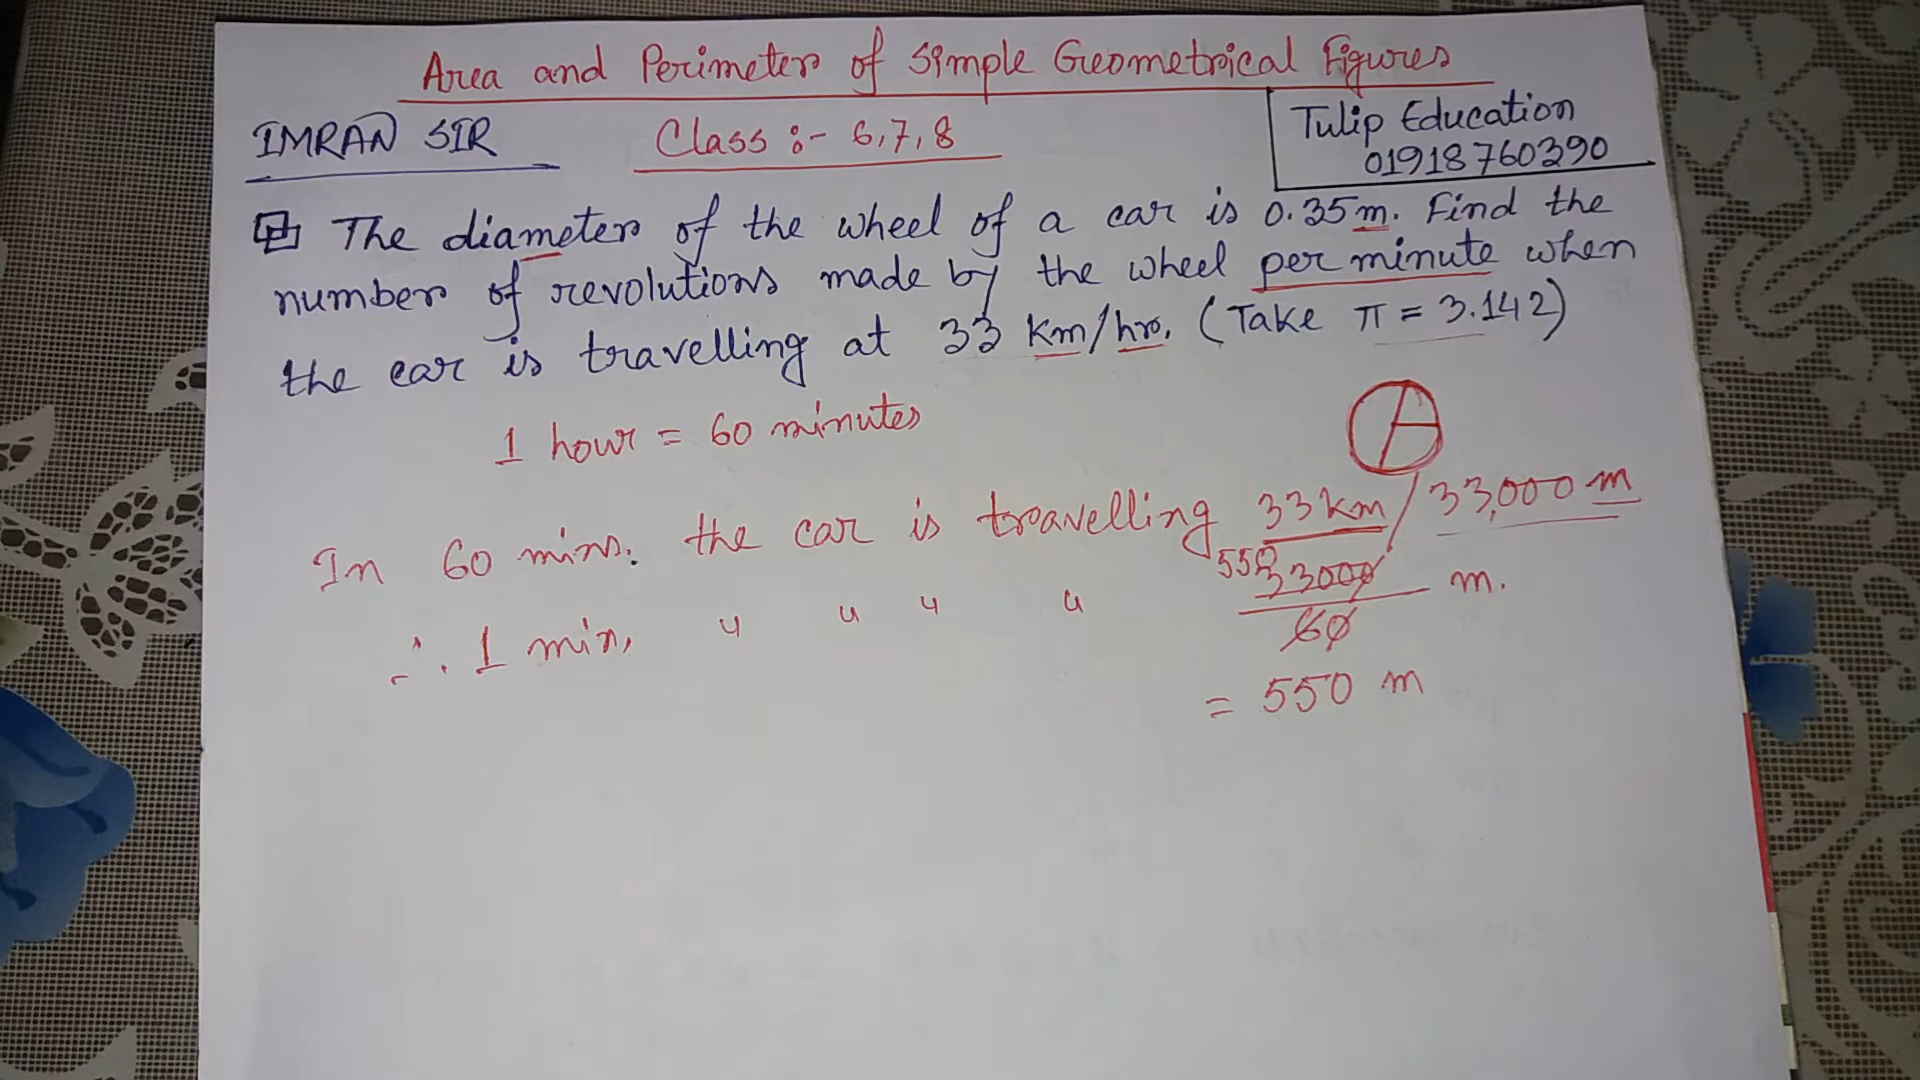 Area and Perimeter of Simple Geometrical Figures
IMRAN SIR
Class :- 6,7,8
Tulip Education
01918760390
The diameter of the wheel of a car is 0.35m. Find the
number of revolutions made by the wheel per minute when
the car is travelling at 33 km/hr. (Take π = 3.142)
1 hour = 60 minutes
In 60 mins. the car is travelling 33 km / 33,000 m
550
∴ 1 min, " " " " 33000/60 m.
= 550 m